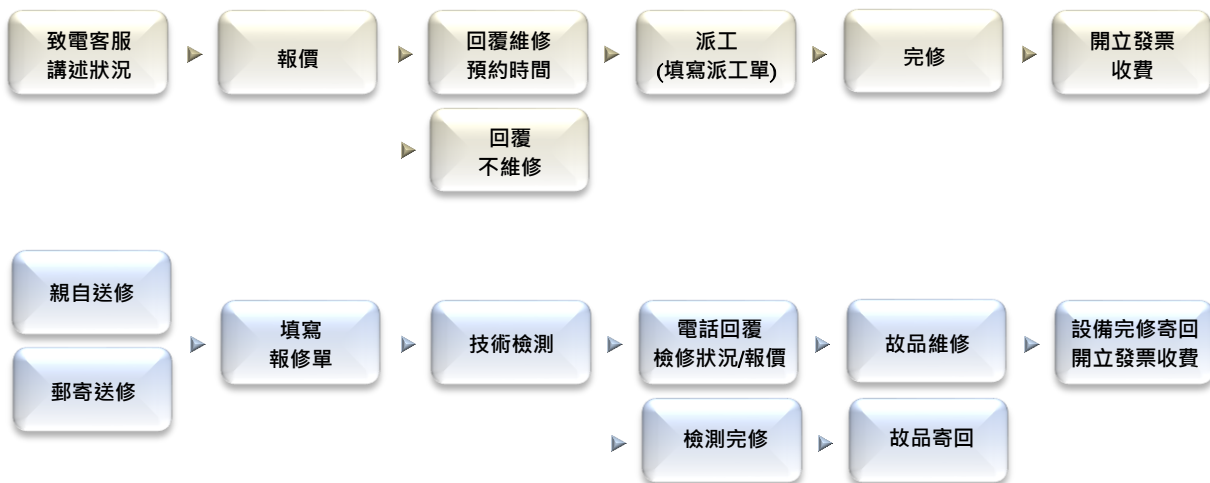 致電客服
講述狀況
報價
回覆維修
預約時間
派工
(填寫派工單)
完修
開立發票
收費
回覆
不維修
親自送修
郵寄送修
填寫
報修單
技術檢測
電話回覆
檢修狀況/報價
故品維修
設備完修寄回
開立發票收費
檢測完修
故品寄回